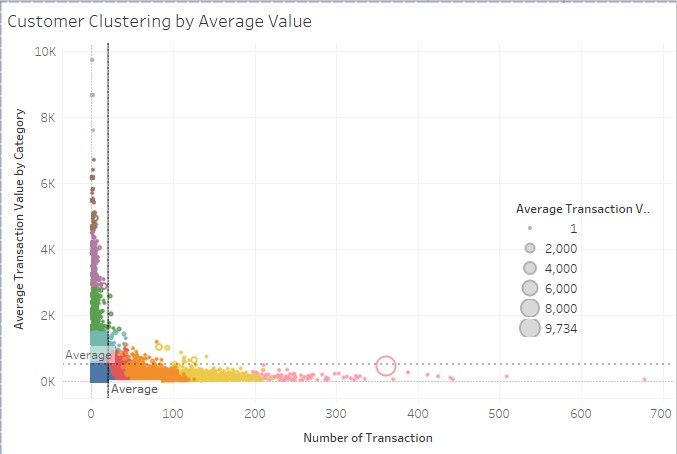 Customer Clustering by Average Value
Average Transaction Value by Category
10K
8K
6K
4K
2K
0K
Average
Average
0
100
200
300
400
500
600
700
Number of Transaction
Average Transaction V..
1
2,000
4,000
6,000
8,000
9,734